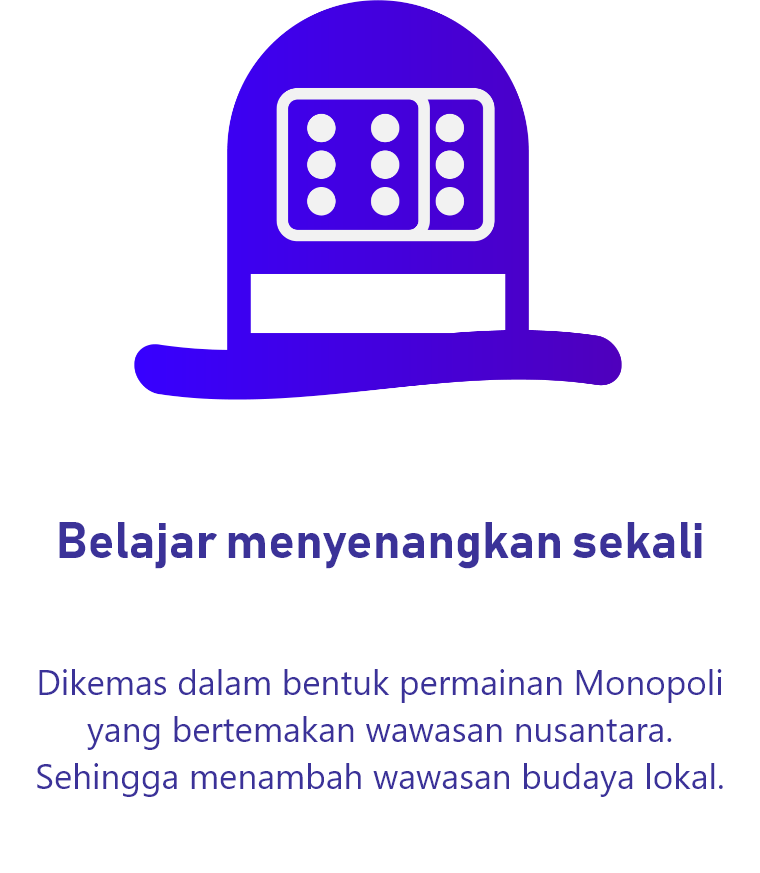 Belajar menyenangkan sekali
Dikemas dalam bentuk permainan Monopoli
yang bertemakan wawasan nusantara.
Sehingga menambah wawasan budaya lokal.